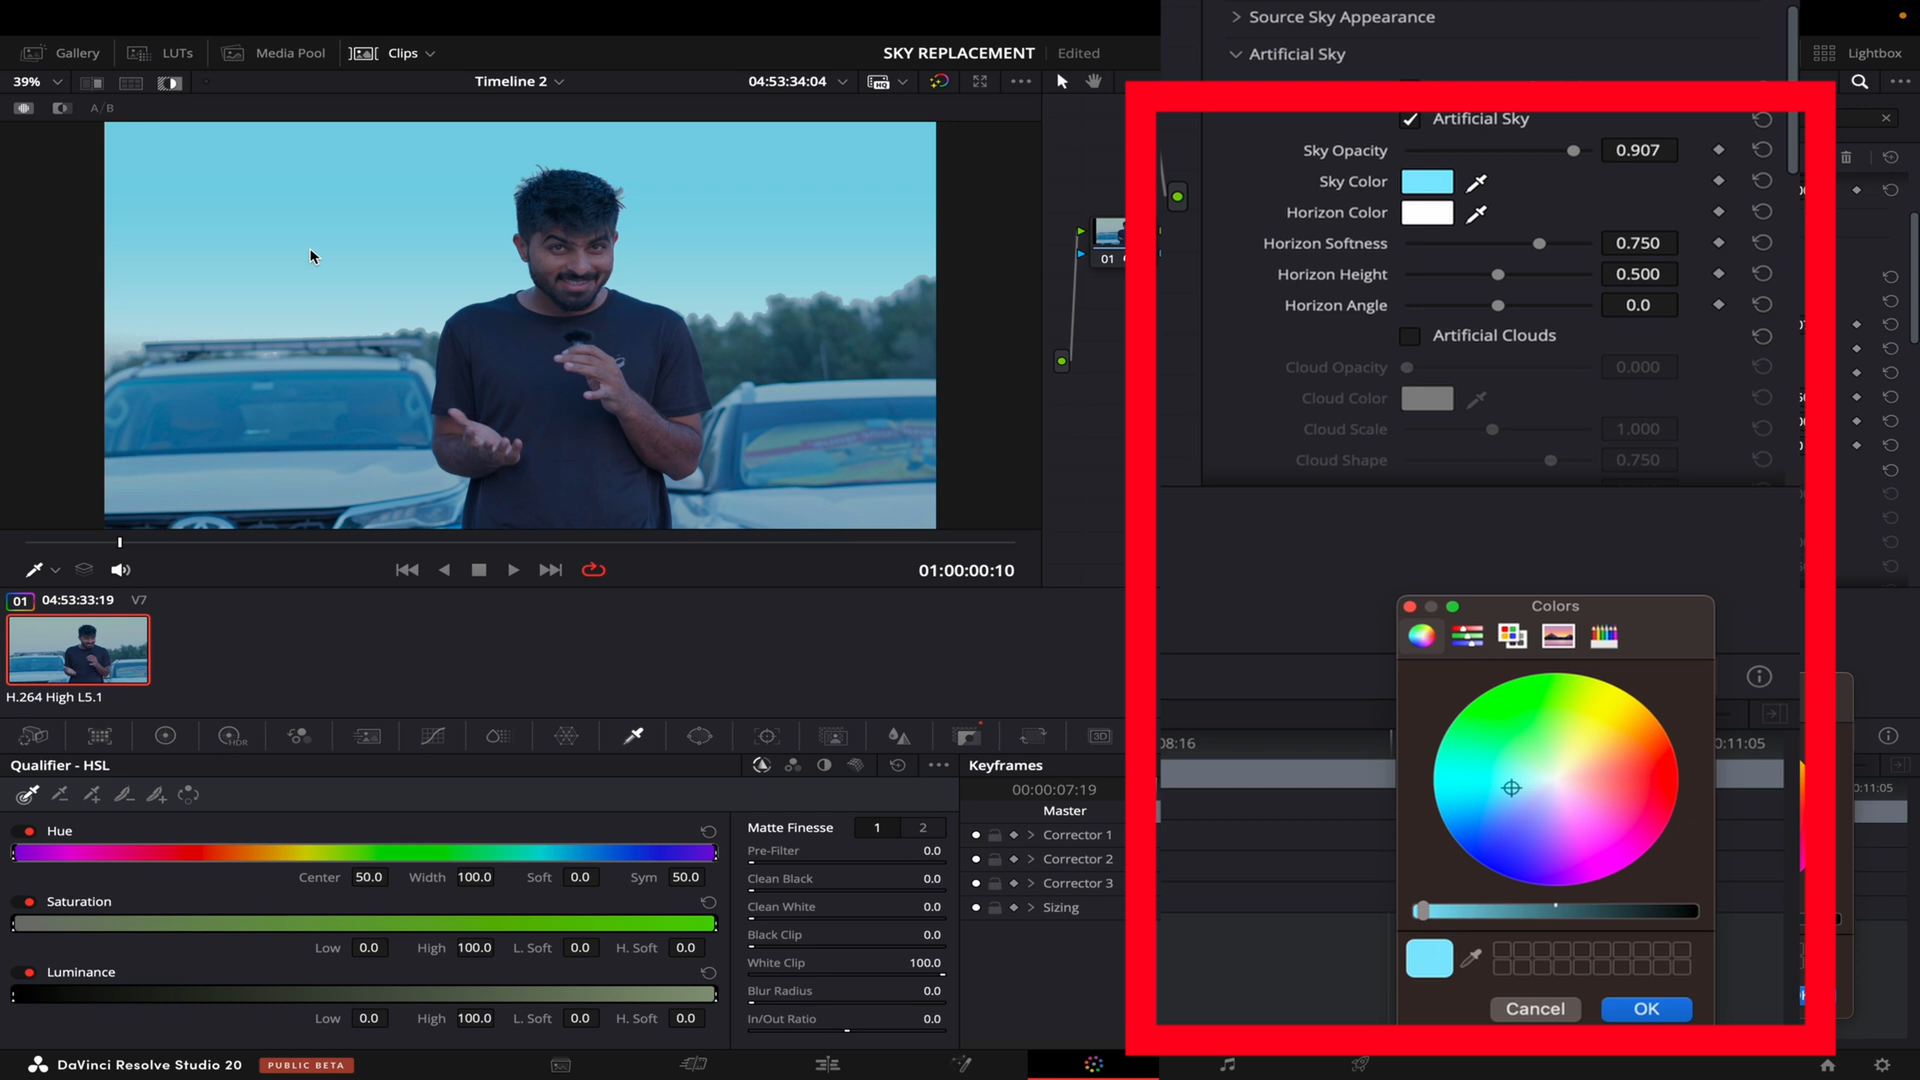 Gallery LUTs Media Pool Clips SKY REPLACEMENT Edited Lightbox
39% Timeline 2 04:53:34:04 HQ
A/B
Source Sky Appearance
Artificial Sky
Artificial Sky
Sky Opacity 0.907
Sky Color
Horizon Color
Horizon Softness 0.750
Horizon Height 0.500
Horizon Angle 0.0
Artificial Clouds
Cloud Opacity 0.000
Cloud Color
Cloud Scale 1.000
Cloud Shape 0.750
01
01:00:00:10
01 04:53:33:19 V7
H.264 High L5.1
Colors
08:16 0:11:05
0:11:05
Cancel OK
HDR 3D
Qualifier - HSL
Hue
Center 50.0 Width 100.0 Soft 0.0 Sym 50.0
Saturation
Low 0.0 High 100.0 L. Soft 0.0 H. Soft 0.0
Luminance
Low 0.0 High 100.0 L. Soft 0.0 H. Soft 0.0
Matte Finesse 1 2
Pre-Filter 0.0
Clean Black 0.0
Clean White 0.0
Black Clip 0.0
White Clip 100.0
Blur Radius 0.0
In/Out Ratio 0.0
Keyframes
00:00:07:19
Master
Corrector 1
Corrector 2
Corrector 3
Sizing
DaVinci Resolve Studio 20 PUBLIC BETA